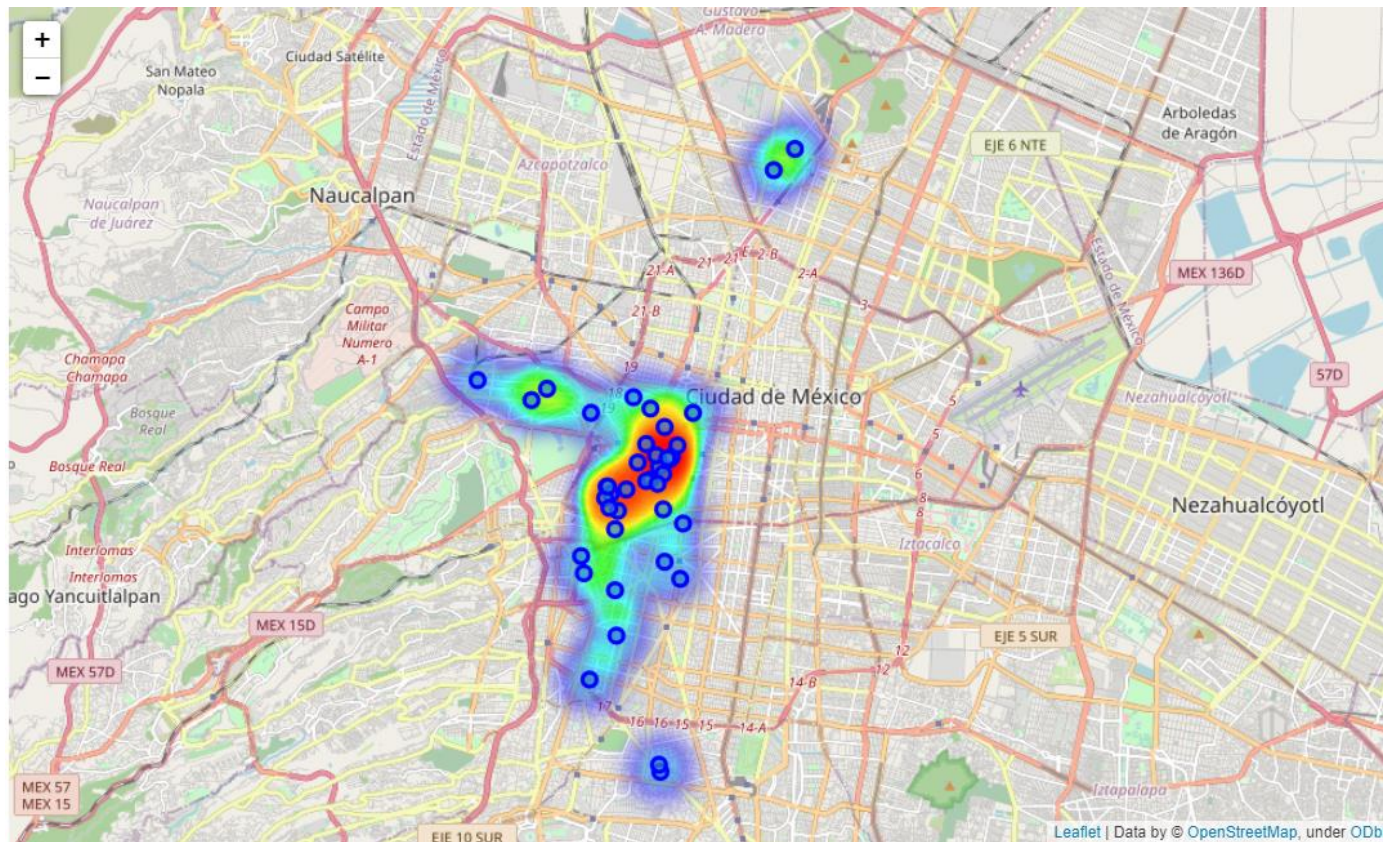 Gustavo
A. Madero
+
Ciudad Satélite
−
San Mateo
Nopala
Estado de México
Arboledas
de Aragón
EJE 6 NTE
Azcapotzalco
Naucalpan
Naucalpan
de Juárez
Estado de México
21-A
21
21
E
2-B
2-A
MEX 136D
21-B
3
Campo
Militar
Numero
A-1
Chamapa
Chamapa
19
57D
18
19
Ciudad de México
Nezahualcóyotl
5
5
Bosque
Real
5
Bosque Real
6
8
8
Nezahualcóyotl
Iztacalco
Interlomas
Interlomas
ago Yancuitlalpan
MEX 15D
EJE 5 SUR
12
12
MEX 57D
14-B
17
16
16
15
15
14-A
MEX 57
MEX 15
Iztapalapa
EJE 10 SUR
Leaflet | Data by © OpenStreetMap, under ODb